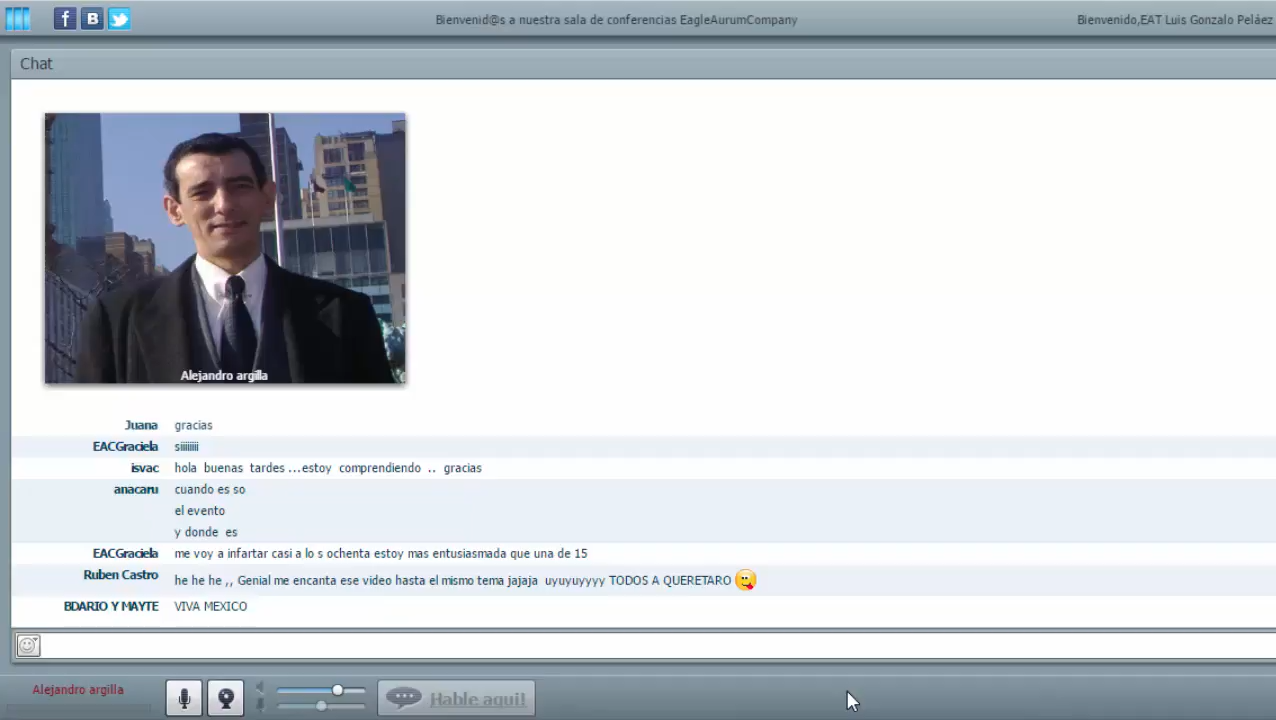 Bienvenid@s a nuestra sala de conferencias EagleAurumCompany
Bienvenido,EAT Luis Gonzalo Peláez
Chat
Alejandro argilla
Juana gracias
EACGraciela siiiiiiii
isvac hola buenas tardes ...estoy comprendiendo .. gracias
anacaru cuando es so
el evento
y donde es
EACGraciela me voy a infartar casi a lo s ochenta estoy mas entusiasmada que una de 15
Ruben Castro he he he ,, Genial me encanta ese video hasta el mismo tema jajaja uyuyuyyyy TODOS A QUERETARO
BDARIO Y MAYTE VIVA MEXICO
Alejandro argilla
Hable aqui!